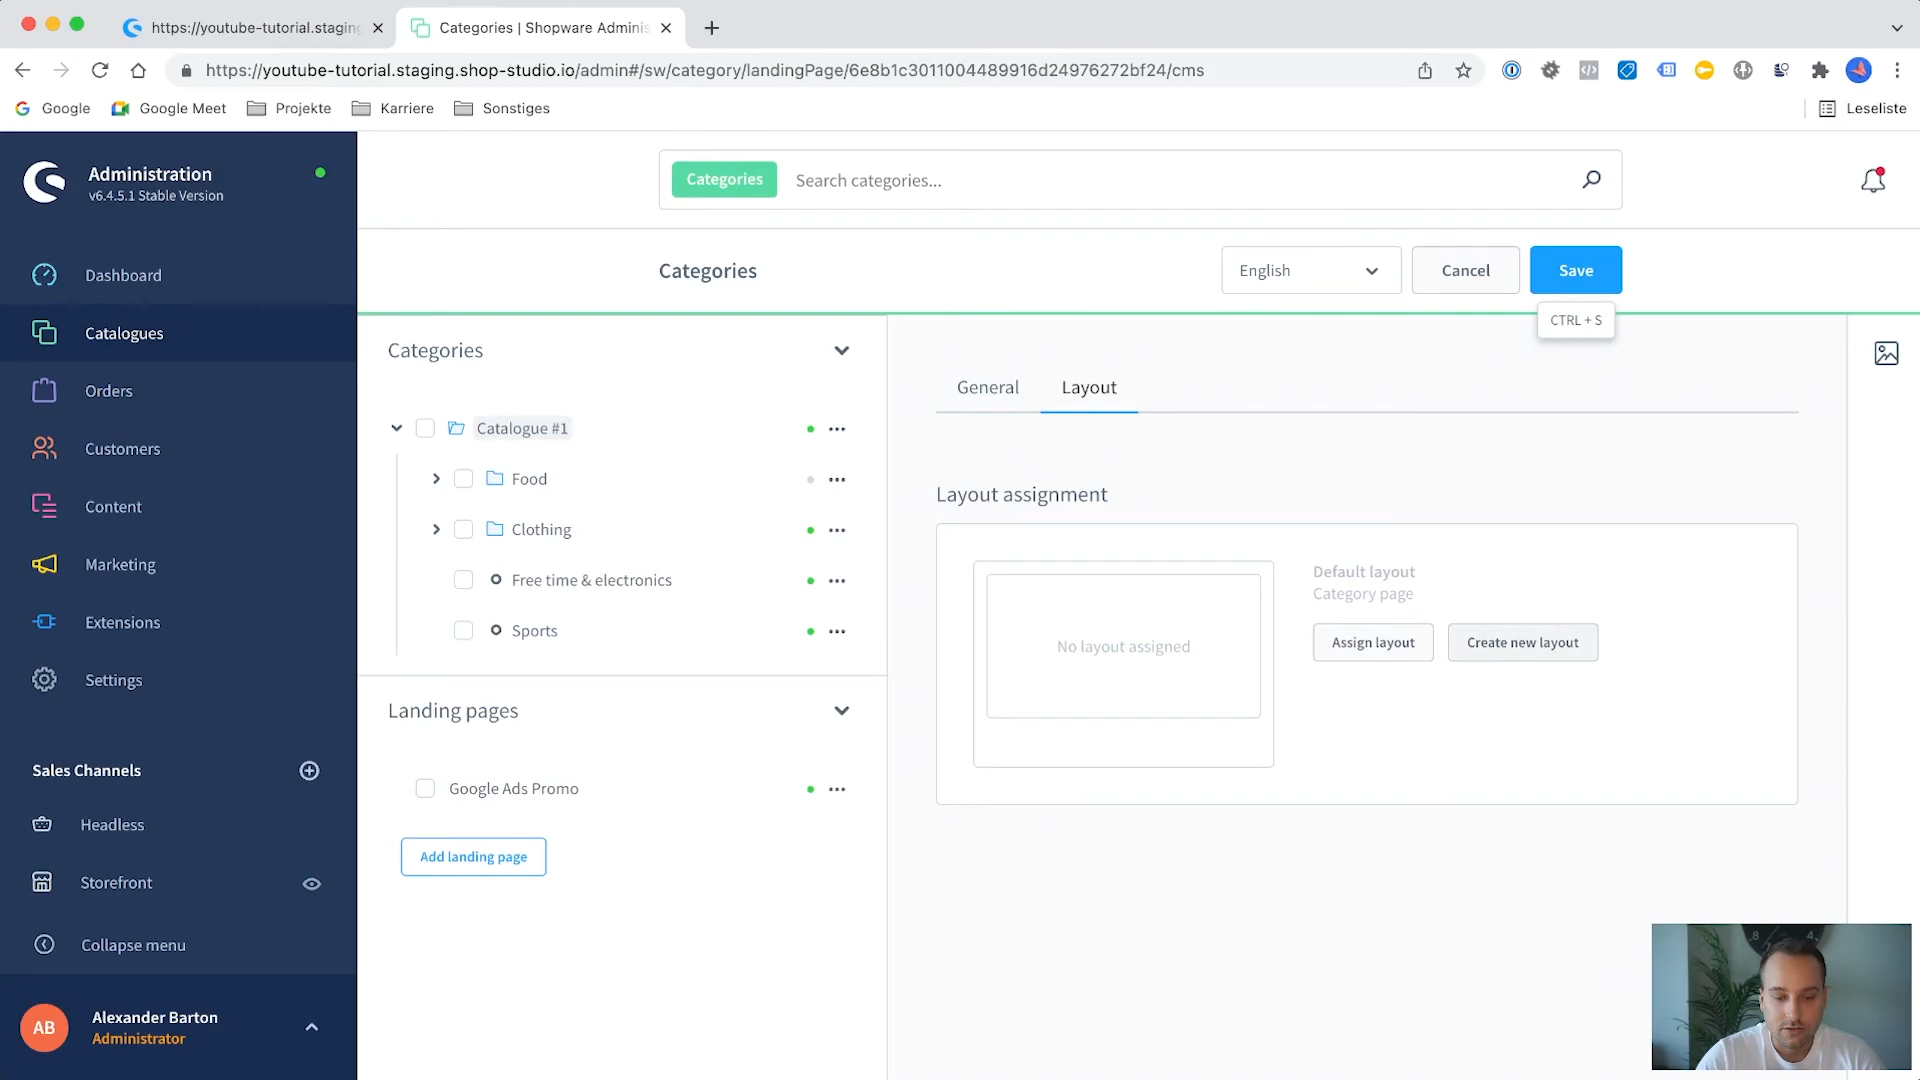 https://youtube-tutorial.staging
Categories | Shopware Adminis
https://youtube-tutorial.staging.shop-studio.io/admin#/sw/category/landingPage/6e8b1c3011004489916d24976272bf24/cms
Google
Google Meet
Projekte
Karriere
Sonstiges
Leseliste
Administration
v6.4.5.1 Stable Version
Categories
Search categories...
Categories
English
Cancel
Save
CTRL + S
Dashboard
Catalogues
Orders
Customers
Content
Marketing
Extensions
Settings
Sales Channels
Headless
Storefront
Collapse menu
AB
Alexander Barton
Administrator
Categories
Catalogue #1
Food
Clothing
Free time & electronics
Sports
Landing pages
Google Ads Promo
Add landing page
General
Layout
Layout assignment
No layout assigned
Default layout
Category page
Assign layout
Create new layout
8
4